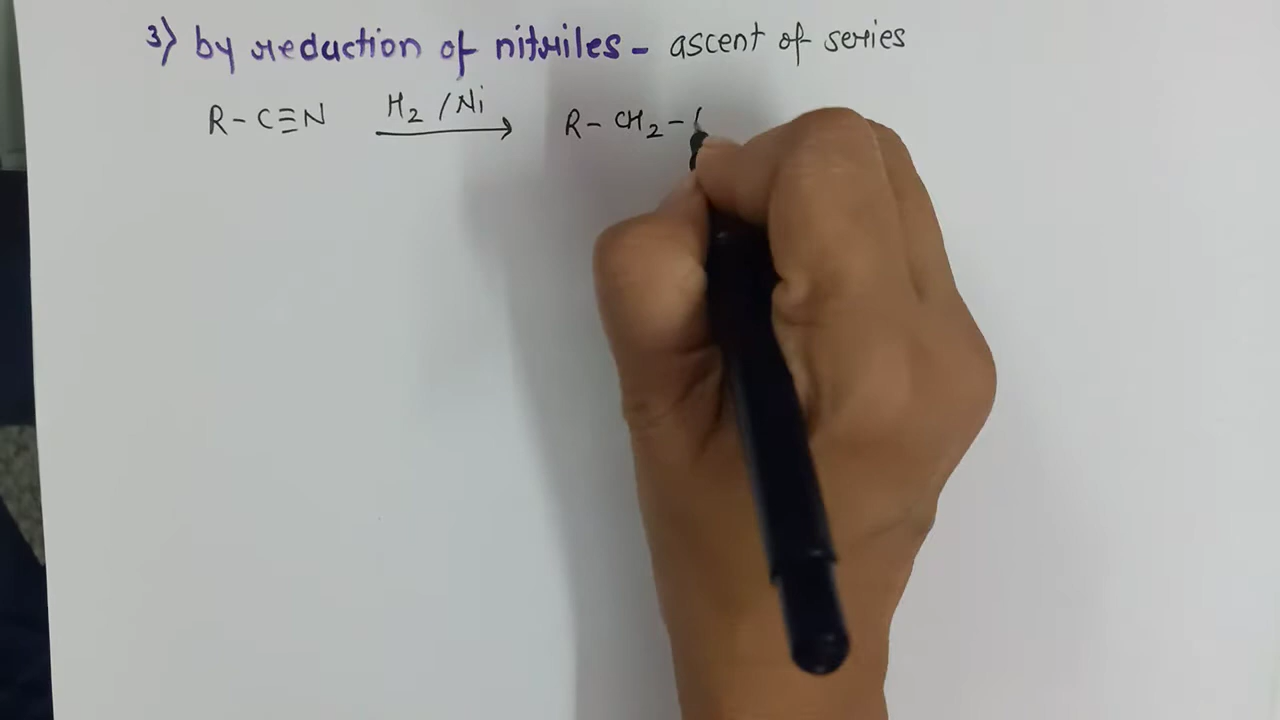 3) by reduction of nitriles - ascent of series
R - C≡N H₂ / Ni → R - CH₂ -